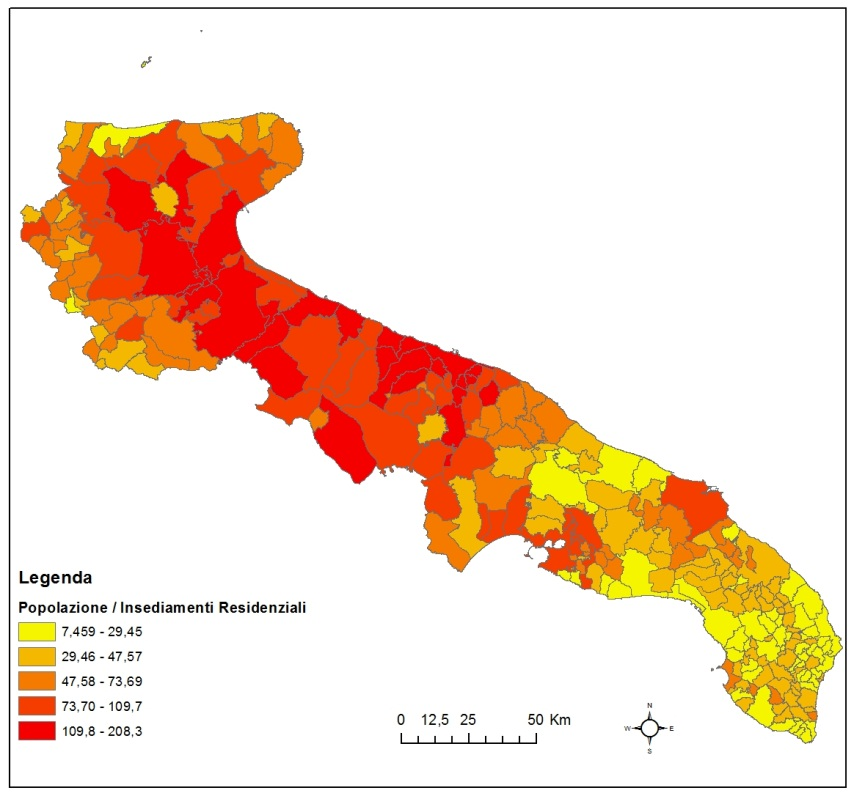 Legenda
Popolazione / Insediamenti Residenziali
7,459 - 29,45
29,46 - 47,57
47,58 - 73,69
73,70 - 109,7
109,8 - 208,3
0 12,5 25 50 Km
N
W E
S